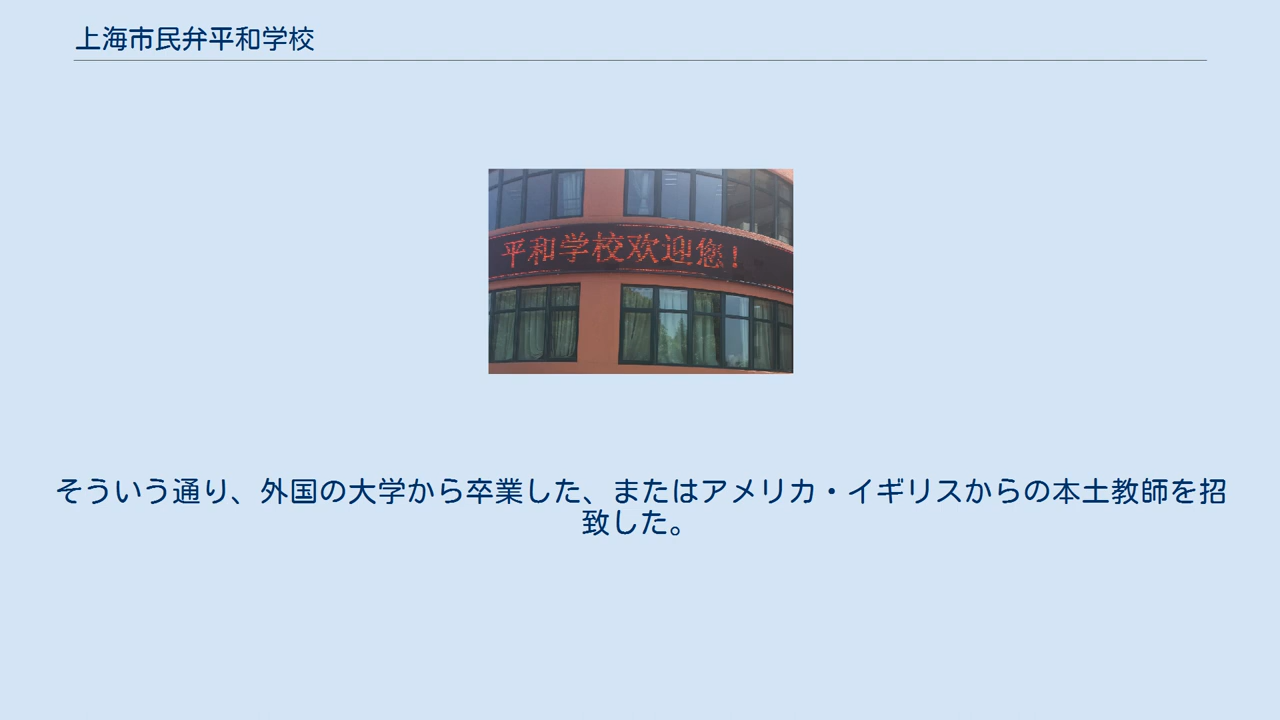 上海市民弁平和学校
平和学校欢迎您！
そういう通り、外国の大学から卒業した、またはアメリカ・イギリスからの本土教師を招
致した。